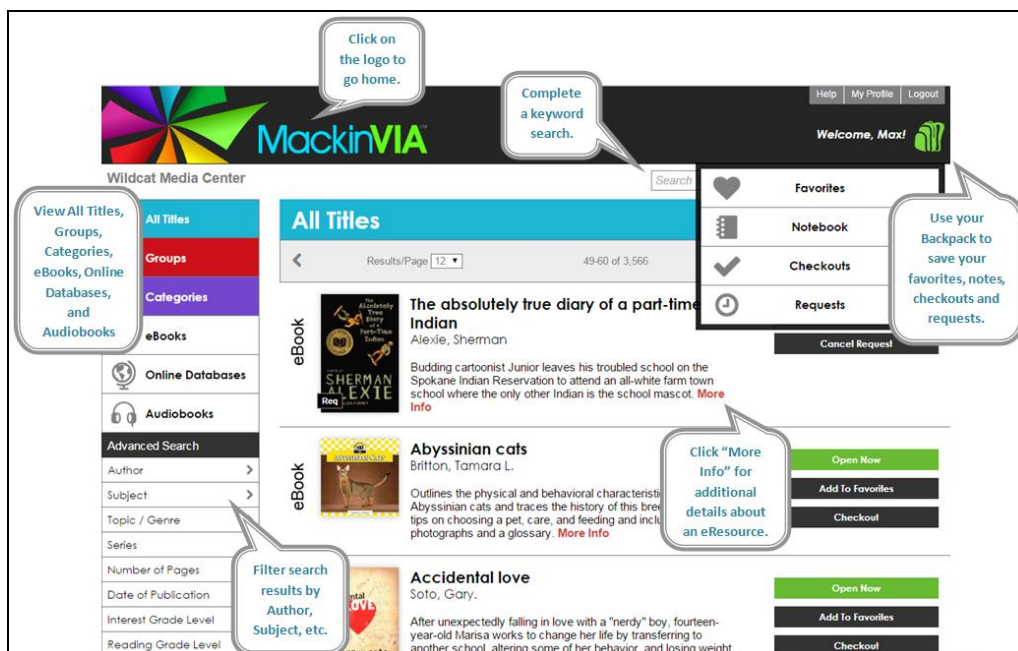 Click on
the logo to
go home.
Complete
a keyword
search.
Help My Profile Logout
MackinVIA
Welcome, Max!
Wildcat Media Center
Search
Favorites
Notebook
Checkouts
Requests
Use your
Backpack to
save your
favorites, notes,
checkouts and
requests.
View All Titles,
Groups,
Categories,
eBooks, Online
Databases,
and
Audiobooks
All Titles
Groups
Categories
eBooks
Online Databases
Audiobooks
Advanced Search
Author
Subject
Topic / Genre
Series
Number of Pages
Date of Publication
Interest Grade Level
Reading Grade Level
Filter search
results by
Author,
Subject, etc.
All Titles
Results/Page 12 49-60 of 3,566
eBook
The Absolutely
True
Diary
of a
Part-Time
Indian
SHERMAN
ALEXIE
Req
The absolutely true diary of a part-time
Indian
Alexie, Sherman
Budding cartoonist Junior leaves his troubled school on the
Spokane Indian Reservation to attend an all-white farm town
school where the only other Indian is the school mascot. More
Info
Cancel Request
Click “More
Info” for
additional
details about
an eResource.
eBook
ABYSSINIAN CATS
Abyssinian cats
Britton, Tamara L.
Outlines the physical and behavioral characteristi
Abyssinian cats and traces the history of this bree
tips on choosing a pet, care, and feeding and inclu
photographs and a glossary. More Info
Open Now
Add To Favorites
Checkout
Accidental love
Soto, Gary.
After unexpectedly falling in love with a "nerdy" boy, fourteen-
year-old Marisa works to change her life by transferring to
another school, altering some of her behavior, and losing weight
Open Now
Add To Favorites
Checkout